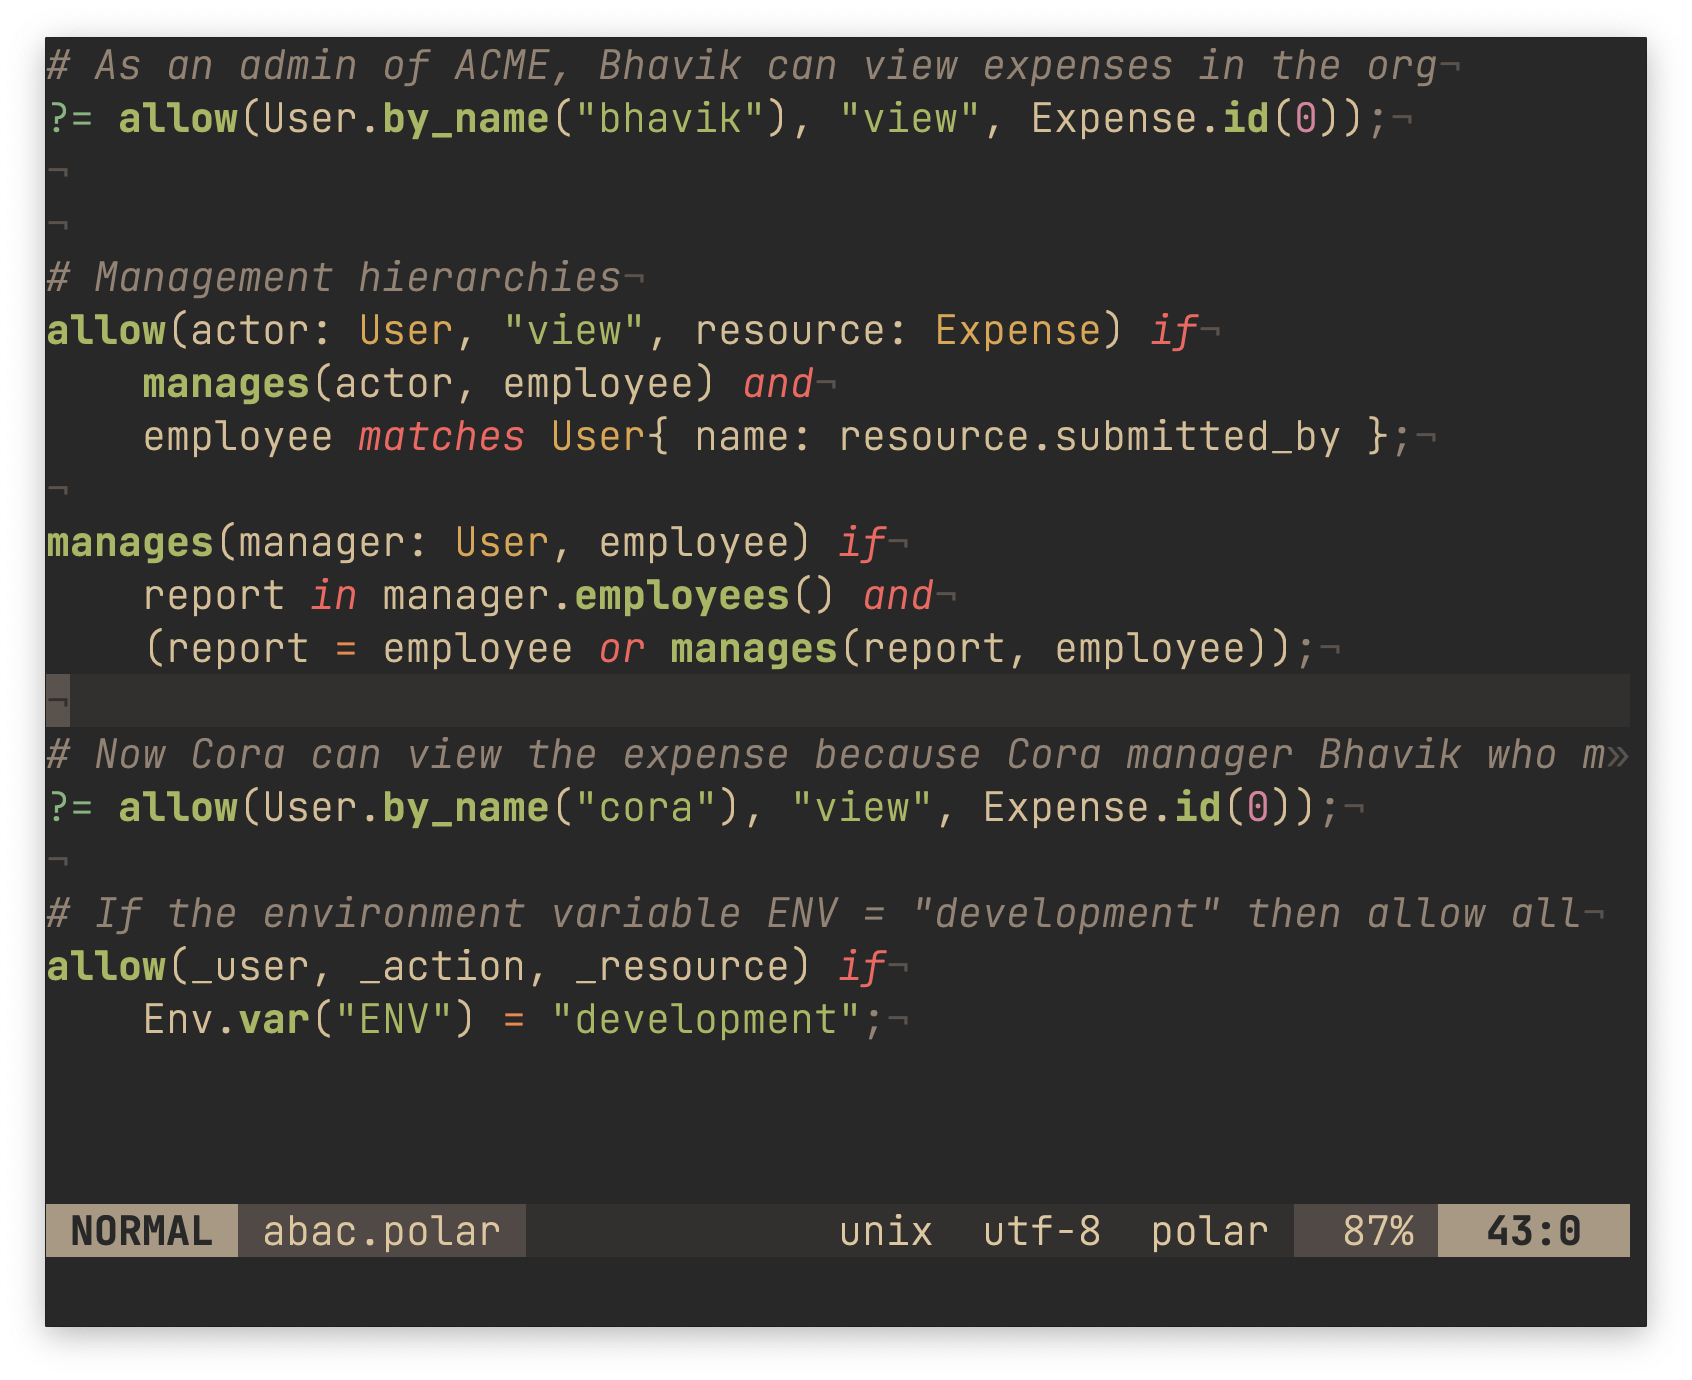 # As an admin of ACME, Bhavik can view expenses in the org¬
?= allow(User.by_name("bhavik"), "view", Expense.id(0));¬
¬
¬
# Management hierarchies¬
allow(actor: User, "view", resource: Expense) if¬
    manages(actor, employee) and¬
    employee matches User{ name: resource.submitted_by };¬
¬
manages(manager: User, employee) if¬
    report in manager.employees() and¬
    (report = employee or manages(report, employee));¬
¬
# Now Cora can view the expense because Cora manager Bhavik who m»
?= allow(User.by_name("cora"), "view", Expense.id(0));¬
¬
# If the environment variable ENV = "development" then allow all¬
allow(_user, _action, _resource) if¬
    Env.var("ENV") = "development";¬
NORMAL abac.polar unix utf-8 polar 87% 43:0